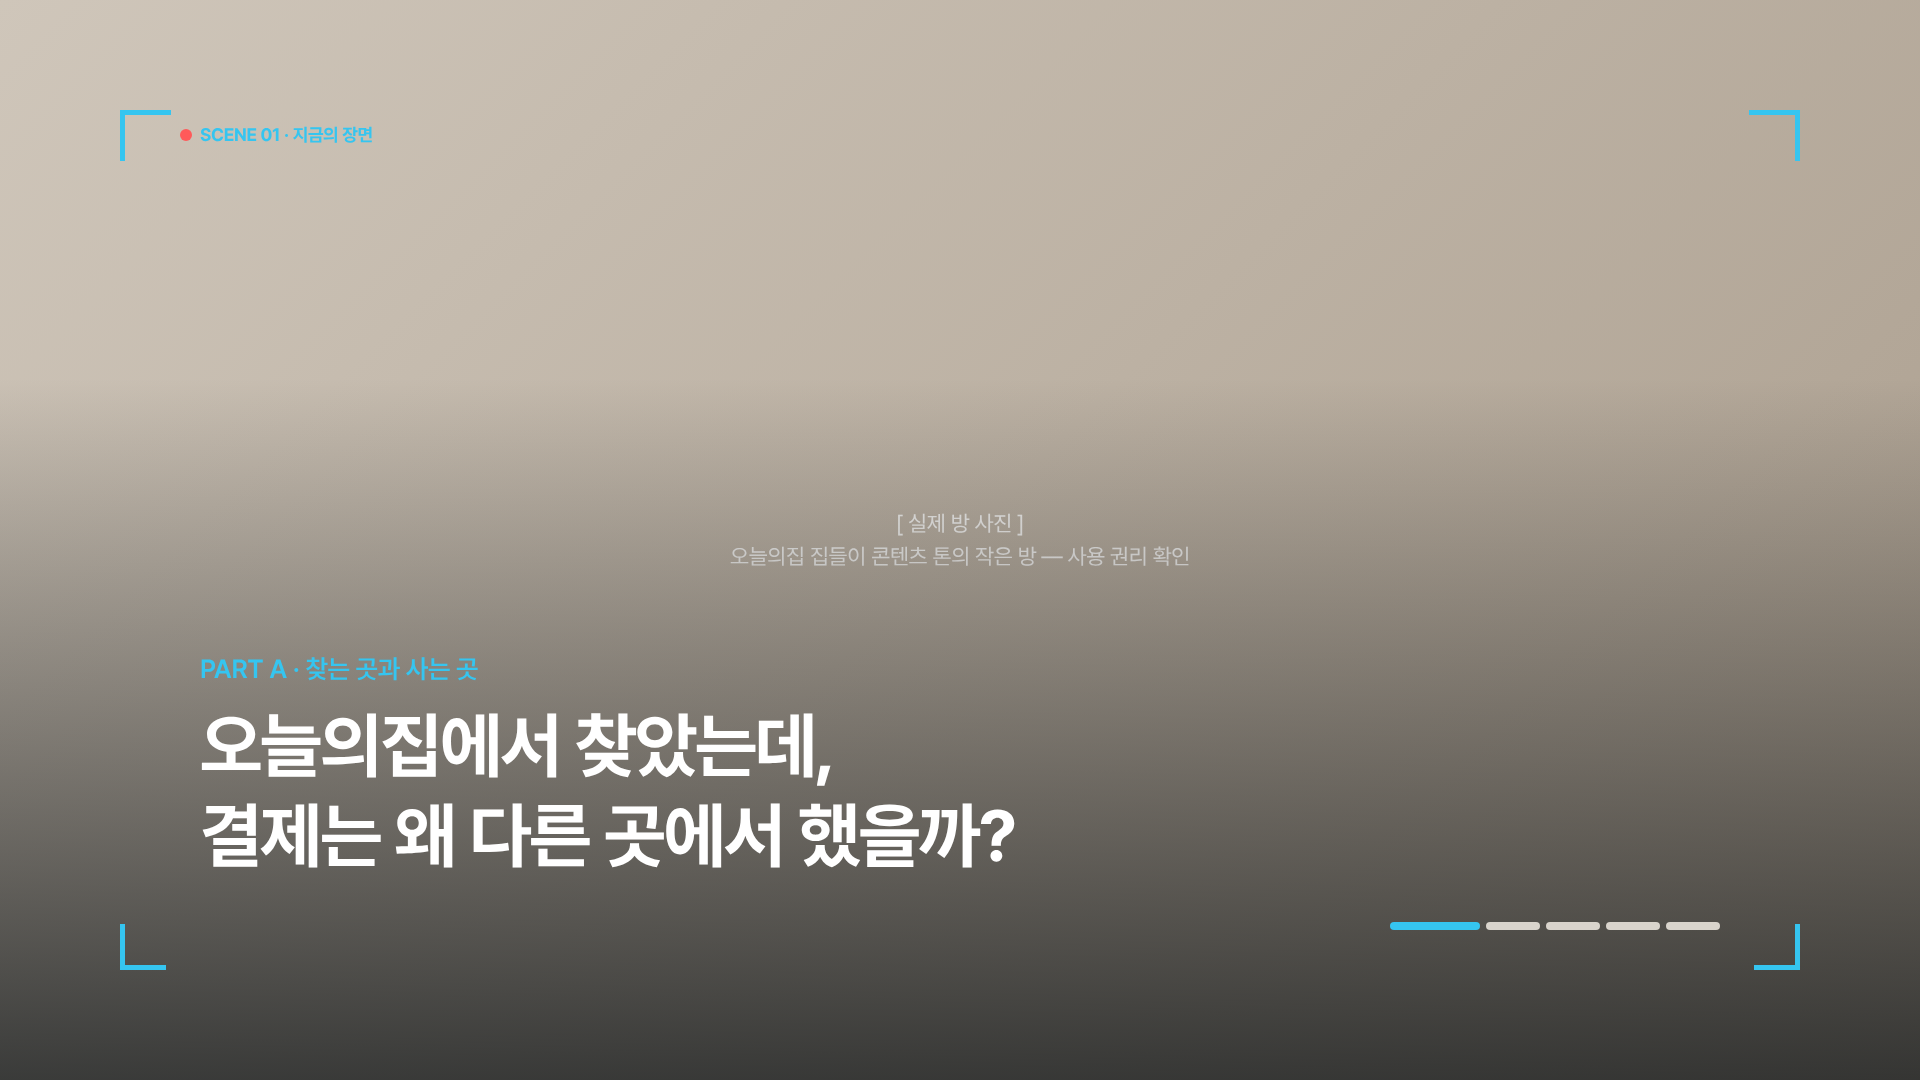 SCENE 01 · 지금의 장면
[ 실제 방 사진 ]
오늘의집 집들이 콘텐츠 톤의 작은 방 — 사용 권리 확인
PART A · 찾는 곳과 사는 곳
오늘의집에서 찾았는데,
결제는 왜 다른 곳에서 했을까?